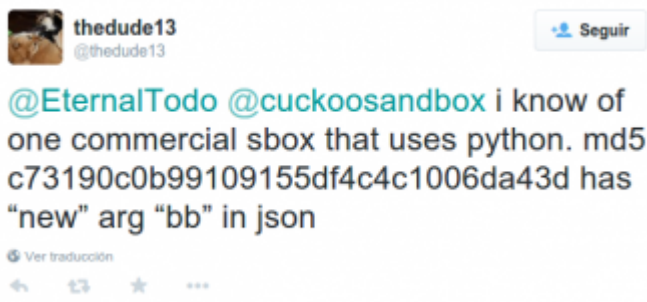 thedude13
@thedude13
Seguir
@EternalTodo @cuckoosandbox i know of
one commercial sbox that uses python. md5
c73190c0b99109155df4c4c1006da43d has
“new” arg “bb” in json
Ver traducción